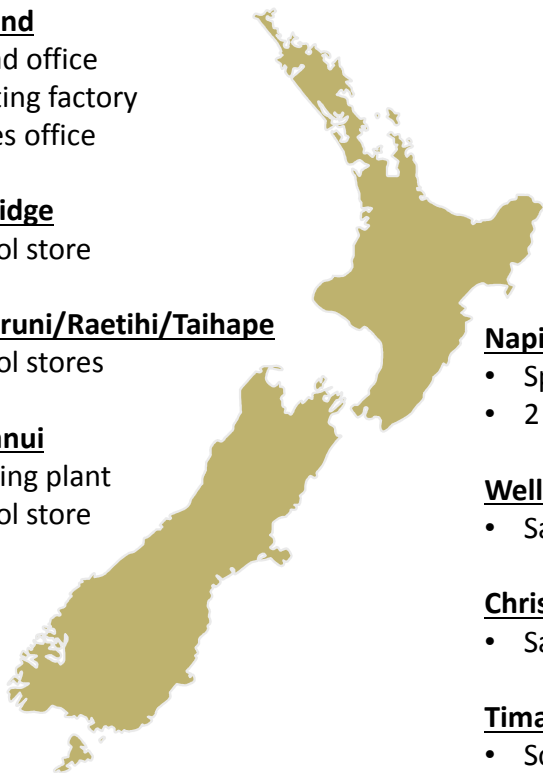 nd
d office
ting factory
es office
idge
ol store
runi/Raetihi/Taihape
ol stores
nui
ing plant
ol store
Napi
• Sp
• 2
Well
• Sa
Chris
• Sa
Tima
• Sc